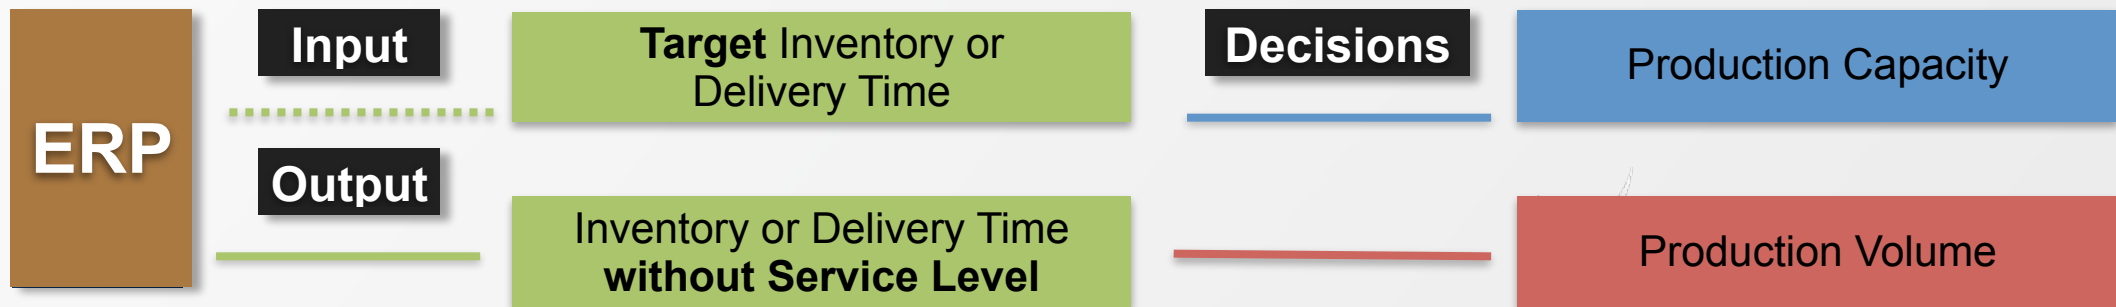 ERP
Input
Target Inventory or
Delivery Time
Decisions
Production Capacity
Output
Inventory or Delivery Time
without Service Level
Production Volume